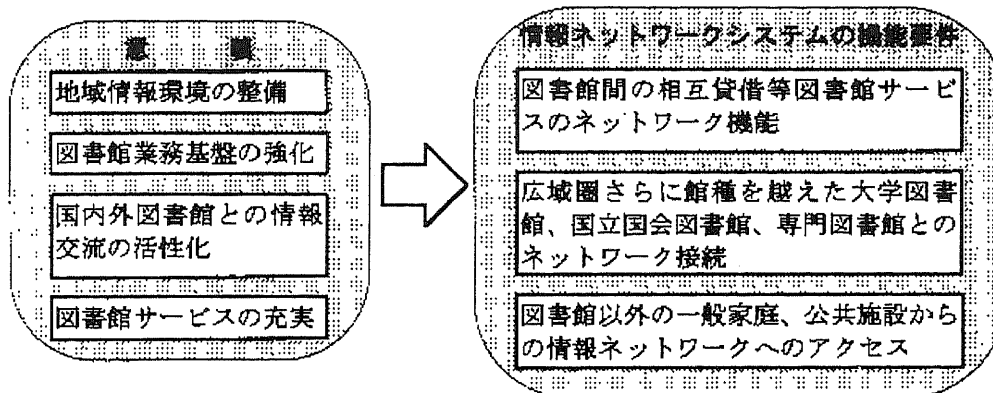 意 義
地域情報環境の整備
図書館業務基盤の強化
国内外図書館との情報
交流の活性化
図書館サービスの充実
情報ネットワークシステムの機能要件
図書館間の相互貸借等図書館サービ
スのネットワーク機能
広域圏さらに館種を越えた大学図書
館、国立国会図書館、専門図書館との
ネットワーク接続
図書館以外の一般家庭、公共施設から
の情報ネットワークへのアクセス